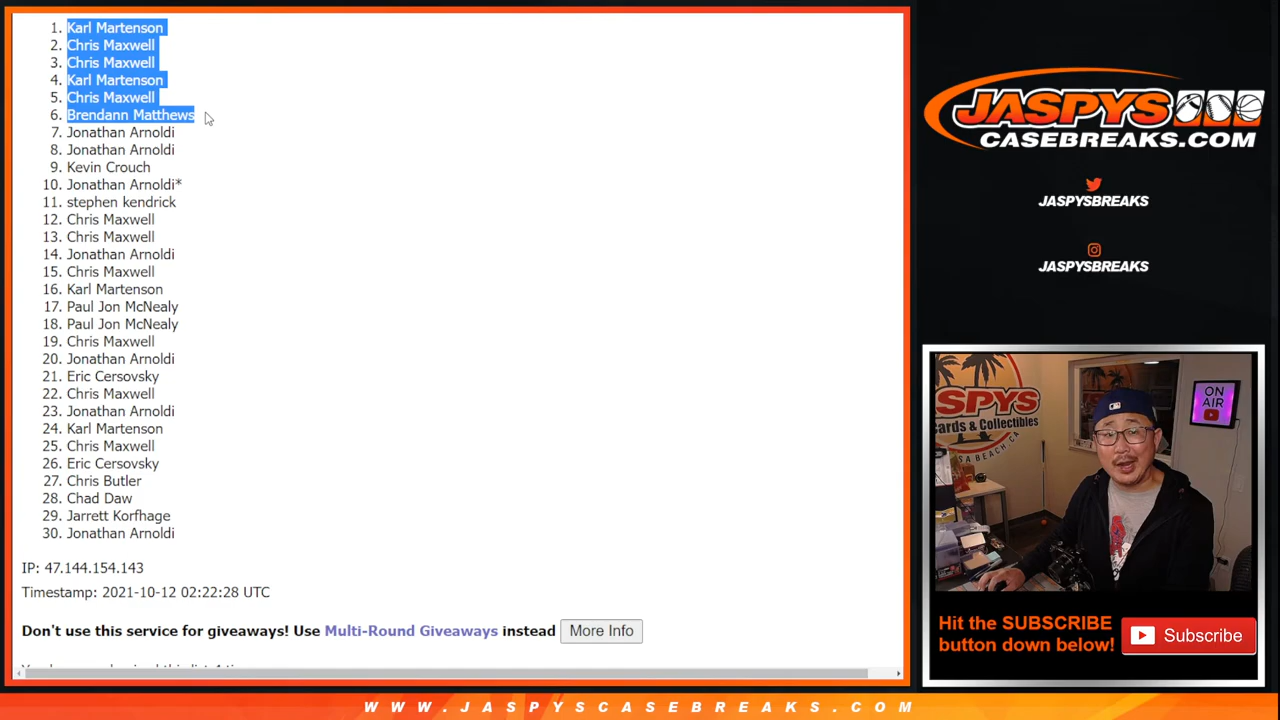 1. Karl Martenson
2. Chris Maxwell
3. Chris Maxwell
4. Karl Martenson
5. Chris Maxwell
6. Brendann Matthews
7. Jonathan Arnoldi
8. Jonathan Arnoldi
9. Kevin Crouch
10. Jonathan Arnoldi*
11. stephen kendrick
12. Chris Maxwell
13. Chris Maxwell
14. Jonathan Arnoldi
15. Chris Maxwell
16. Karl Martenson
17. Paul Jon McNealy
18. Paul Jon McNealy
19. Chris Maxwell
20. Jonathan Arnoldi
21. Eric Cersovsky
22. Chris Maxwell
23. Jonathan Arnoldi
24. Karl Martenson
25. Chris Maxwell
26. Eric Cersovsky
27. Chris Butler
28. Chad Daw
29. Jarrett Korfhage
30. Jonathan Arnoldi
IP: 47.144.154.143
Timestamp: 2021-10-12 02:22:28 UTC
Don't use this service for giveaways! Use Multi-Round Giveaways instead More Info
JASPYS
CASEBREAKS.COM
JASPYSBREAKS
JASPYSBREAKS
SPYS
Cards & Collectibles
SA BEACH CA
ON
AIR
Hit the SUBSCRIBE
button down below!
Subscribe
WWW.JASPYSCASEBREAKS.COM